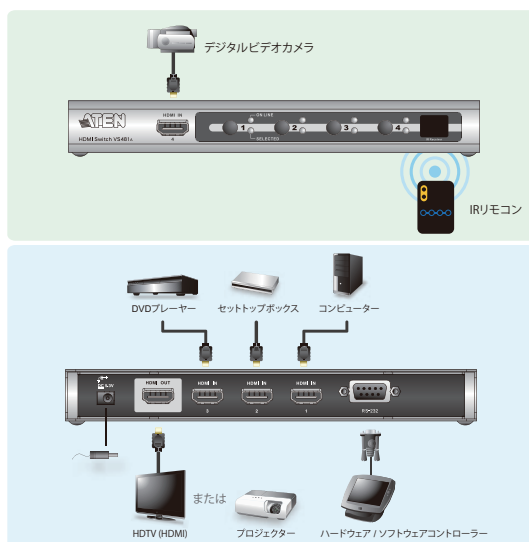 デジタルビデオカメラ
HDMI IN
4
ATEN
HDMI Switch VS481A
ON LINE
1
2
3
4
SELECTED
IRリモコン
DVDプレーヤー
セットトップボックス
コンピューター
HDMI OUT
HDMI IN
3
HDMI IN
2
HDMI IN
1
RS-232
または
HDTV (HDMI)
プロジェクター
ハードウェア / ソフトウェアコントローラー